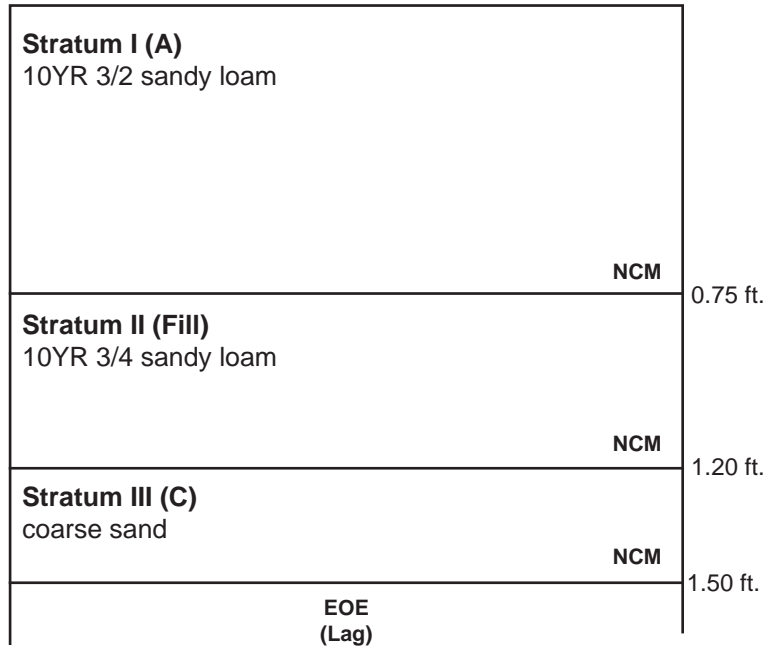 Stratum I (A)
10YR 3/2 sandy loam
NCM
0.75 ft.
Stratum II (Fill)
10YR 3/4 sandy loam
NCM
1.20 ft.
Stratum III (C)
coarse sand
NCM
1.50 ft.
EOE
(Lag)